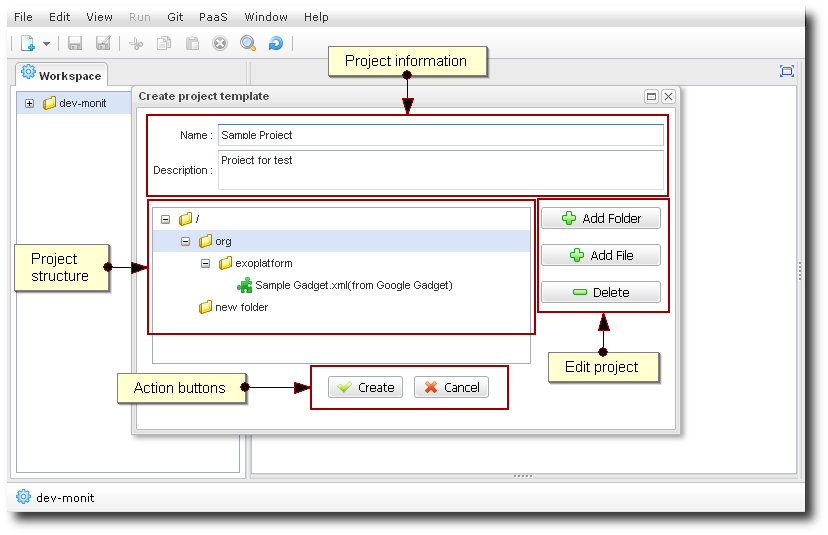 File Edit View Run Git PaaS Window Help
Project information
Workspace
dev-monit
Create project template
Name : Sample Project
Description : Project for test
/
org
exoplatform
Sample Gadget.xml(from Google Gadget)
new folder
Add Folder
Add File
Delete
Project
structure
Edit project
Action buttons
Create
Cancel
dev-monit